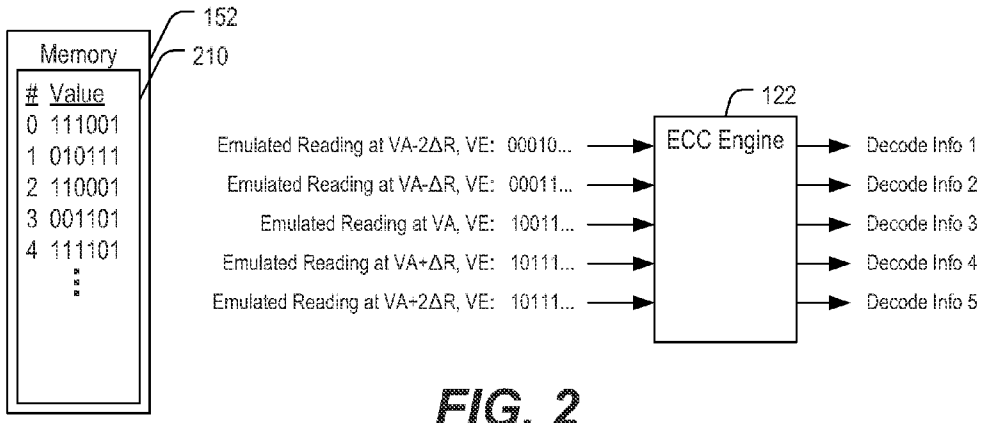 152
Memory
210
# Value
0 111001
1 010111
2 110001
3 001101
4 111101
122
ECC Engine
Emulated Reading at VA-2ΔR, VE: 00010...
Decode Info 1
Emulated Reading at VA-ΔR, VE: 00011...
Decode Info 2
Emulated Reading at VA, VE: 10011...
Decode Info 3
Emulated Reading at VA+ΔR, VE: 10111...
Decode Info 4
Emulated Reading at VA+2ΔR, VE: 10111...
Decode Info 5
FIG. 2